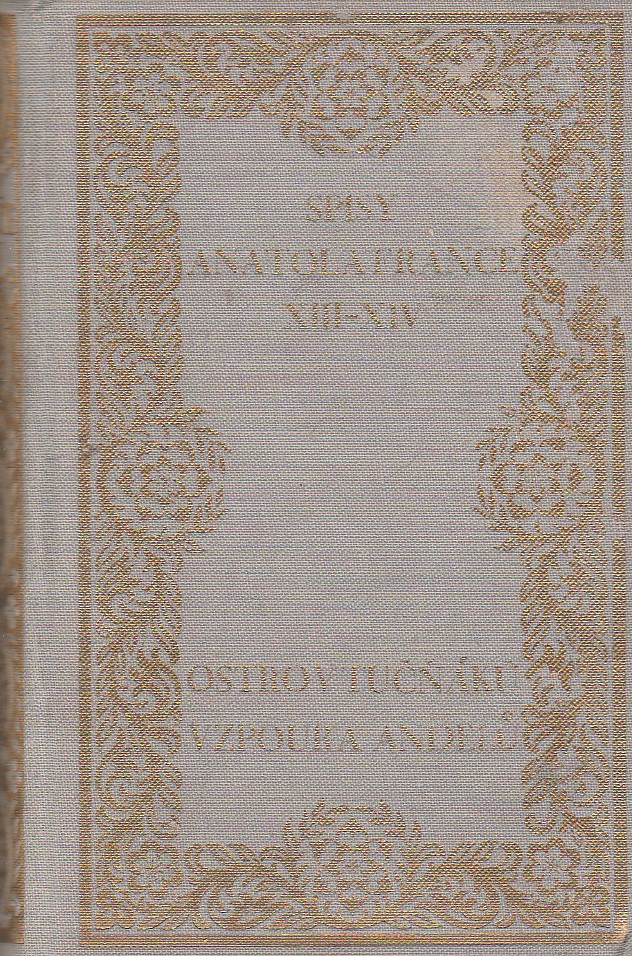 SPISY
ANATOLA FRANCE
XIII-XIV
OSTROV TUČŇÁKŮ
VZPOURA ANDĚLŮ